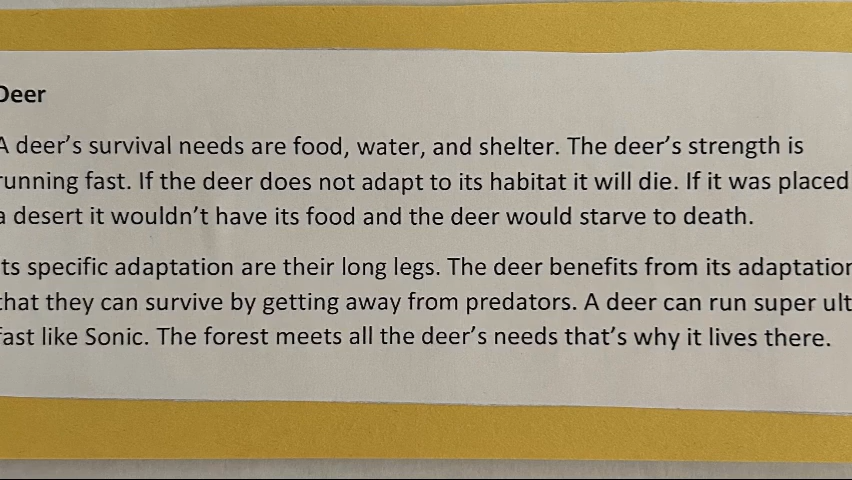 Deer
A deer's survival needs are food, water, and shelter. The deer's strength is
running fast. If the deer does not adapt to its habitat it will die. If it was placed
a desert it wouldn't have its food and the deer would starve to death.
ts specific adaptation are their long legs. The deer benefits from its adaptation
that they can survive by getting away from predators. A deer can run super ult
fast like Sonic. The forest meets all the deer's needs that's why it lives there.